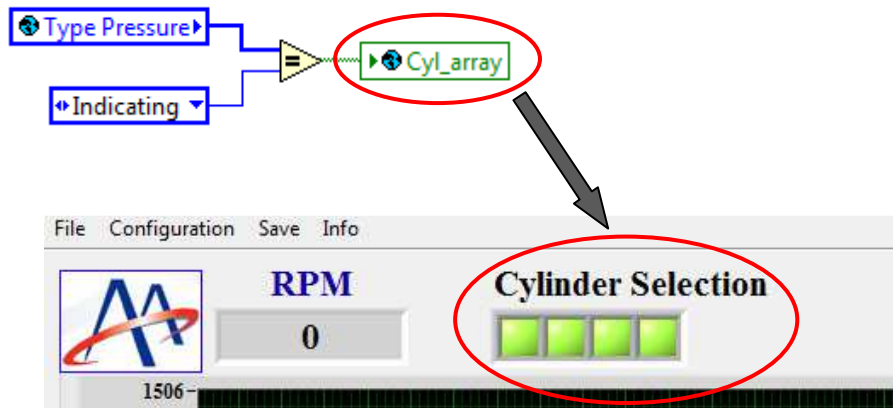 Type Pressure
=
Cyl_array
Indicating
File Configuration Save Info
RPM
Cylinder Selection
0
1506